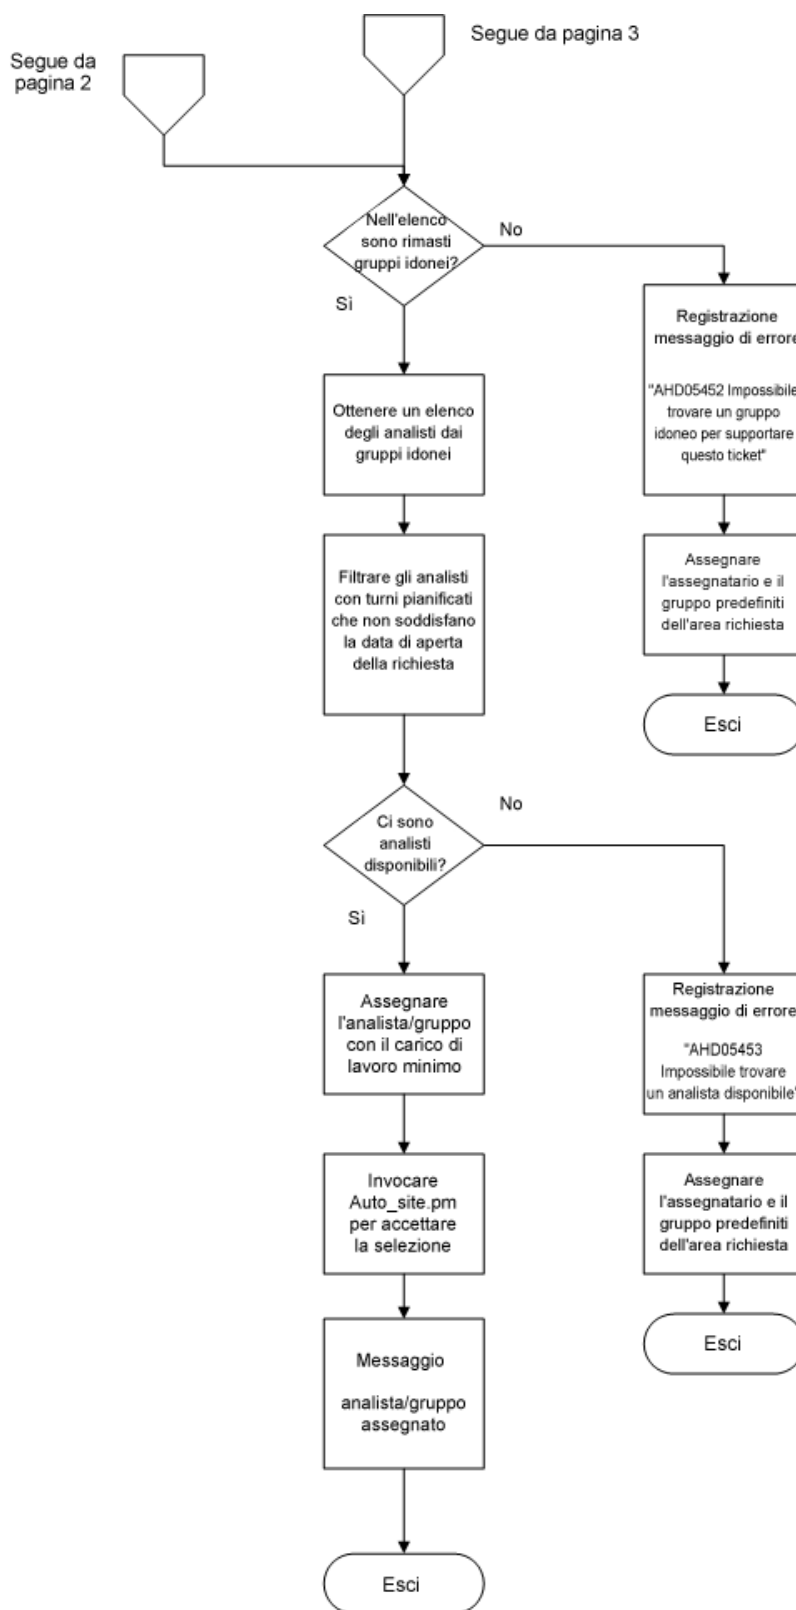 Segue da pagina 3
Segue da
pagina 2
Nell'elenco
sono rimasti
gruppi idonei?
No
Sì
Registrazione
messaggio di errore
"AHD05452 Impossibile
trovare un gruppo
idoneo per supportare
questo ticket"
Ottenere un elenco
degli analisti dai
gruppi idonei
Assegnare
l'assegnatario e il
gruppo predefiniti
dell'area richiesta
Filtrare gli analisti
con turni pianificati
che non soddisfano
la data di aperta
della richiesta
Esci
Ci sono
analisti
disponibili?
No
Sì
Assegnare
l'analista/gruppo
con il carico di
lavoro minimo
Registrazione
messaggio di errore
"AHD05453
Impossibile trovare
un analista disponibile"
Invocare
Auto_site.pm
per accettare
la selezione
Assegnare
l'assegnatario e il
gruppo predefiniti
dell'area richiesta
Messaggio
analista/gruppo
assegnato
Esci
Esci